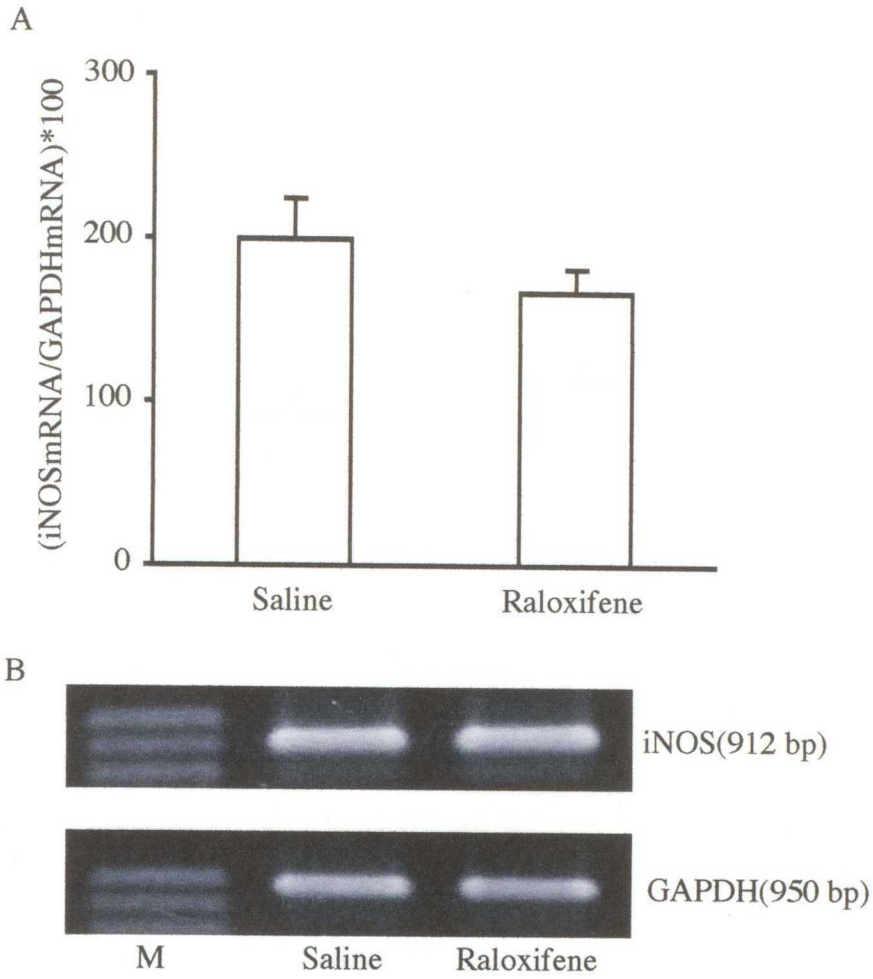 A
(iNOSmRNA/GAPDHmRNA)*100
300
200
100
0
Saline Raloxifene
B
iNOS(912 bp)
GAPDH(950 bp)
M Saline Raloxifene